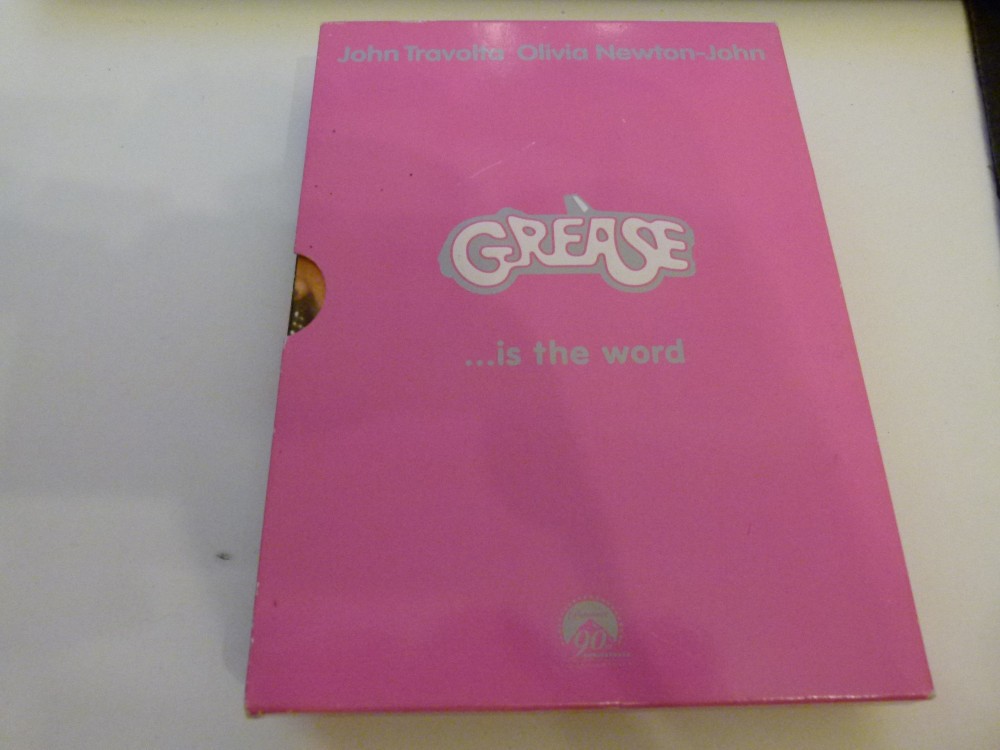 John Travolta Olivia Newton-John
GREASE
...is the word
90